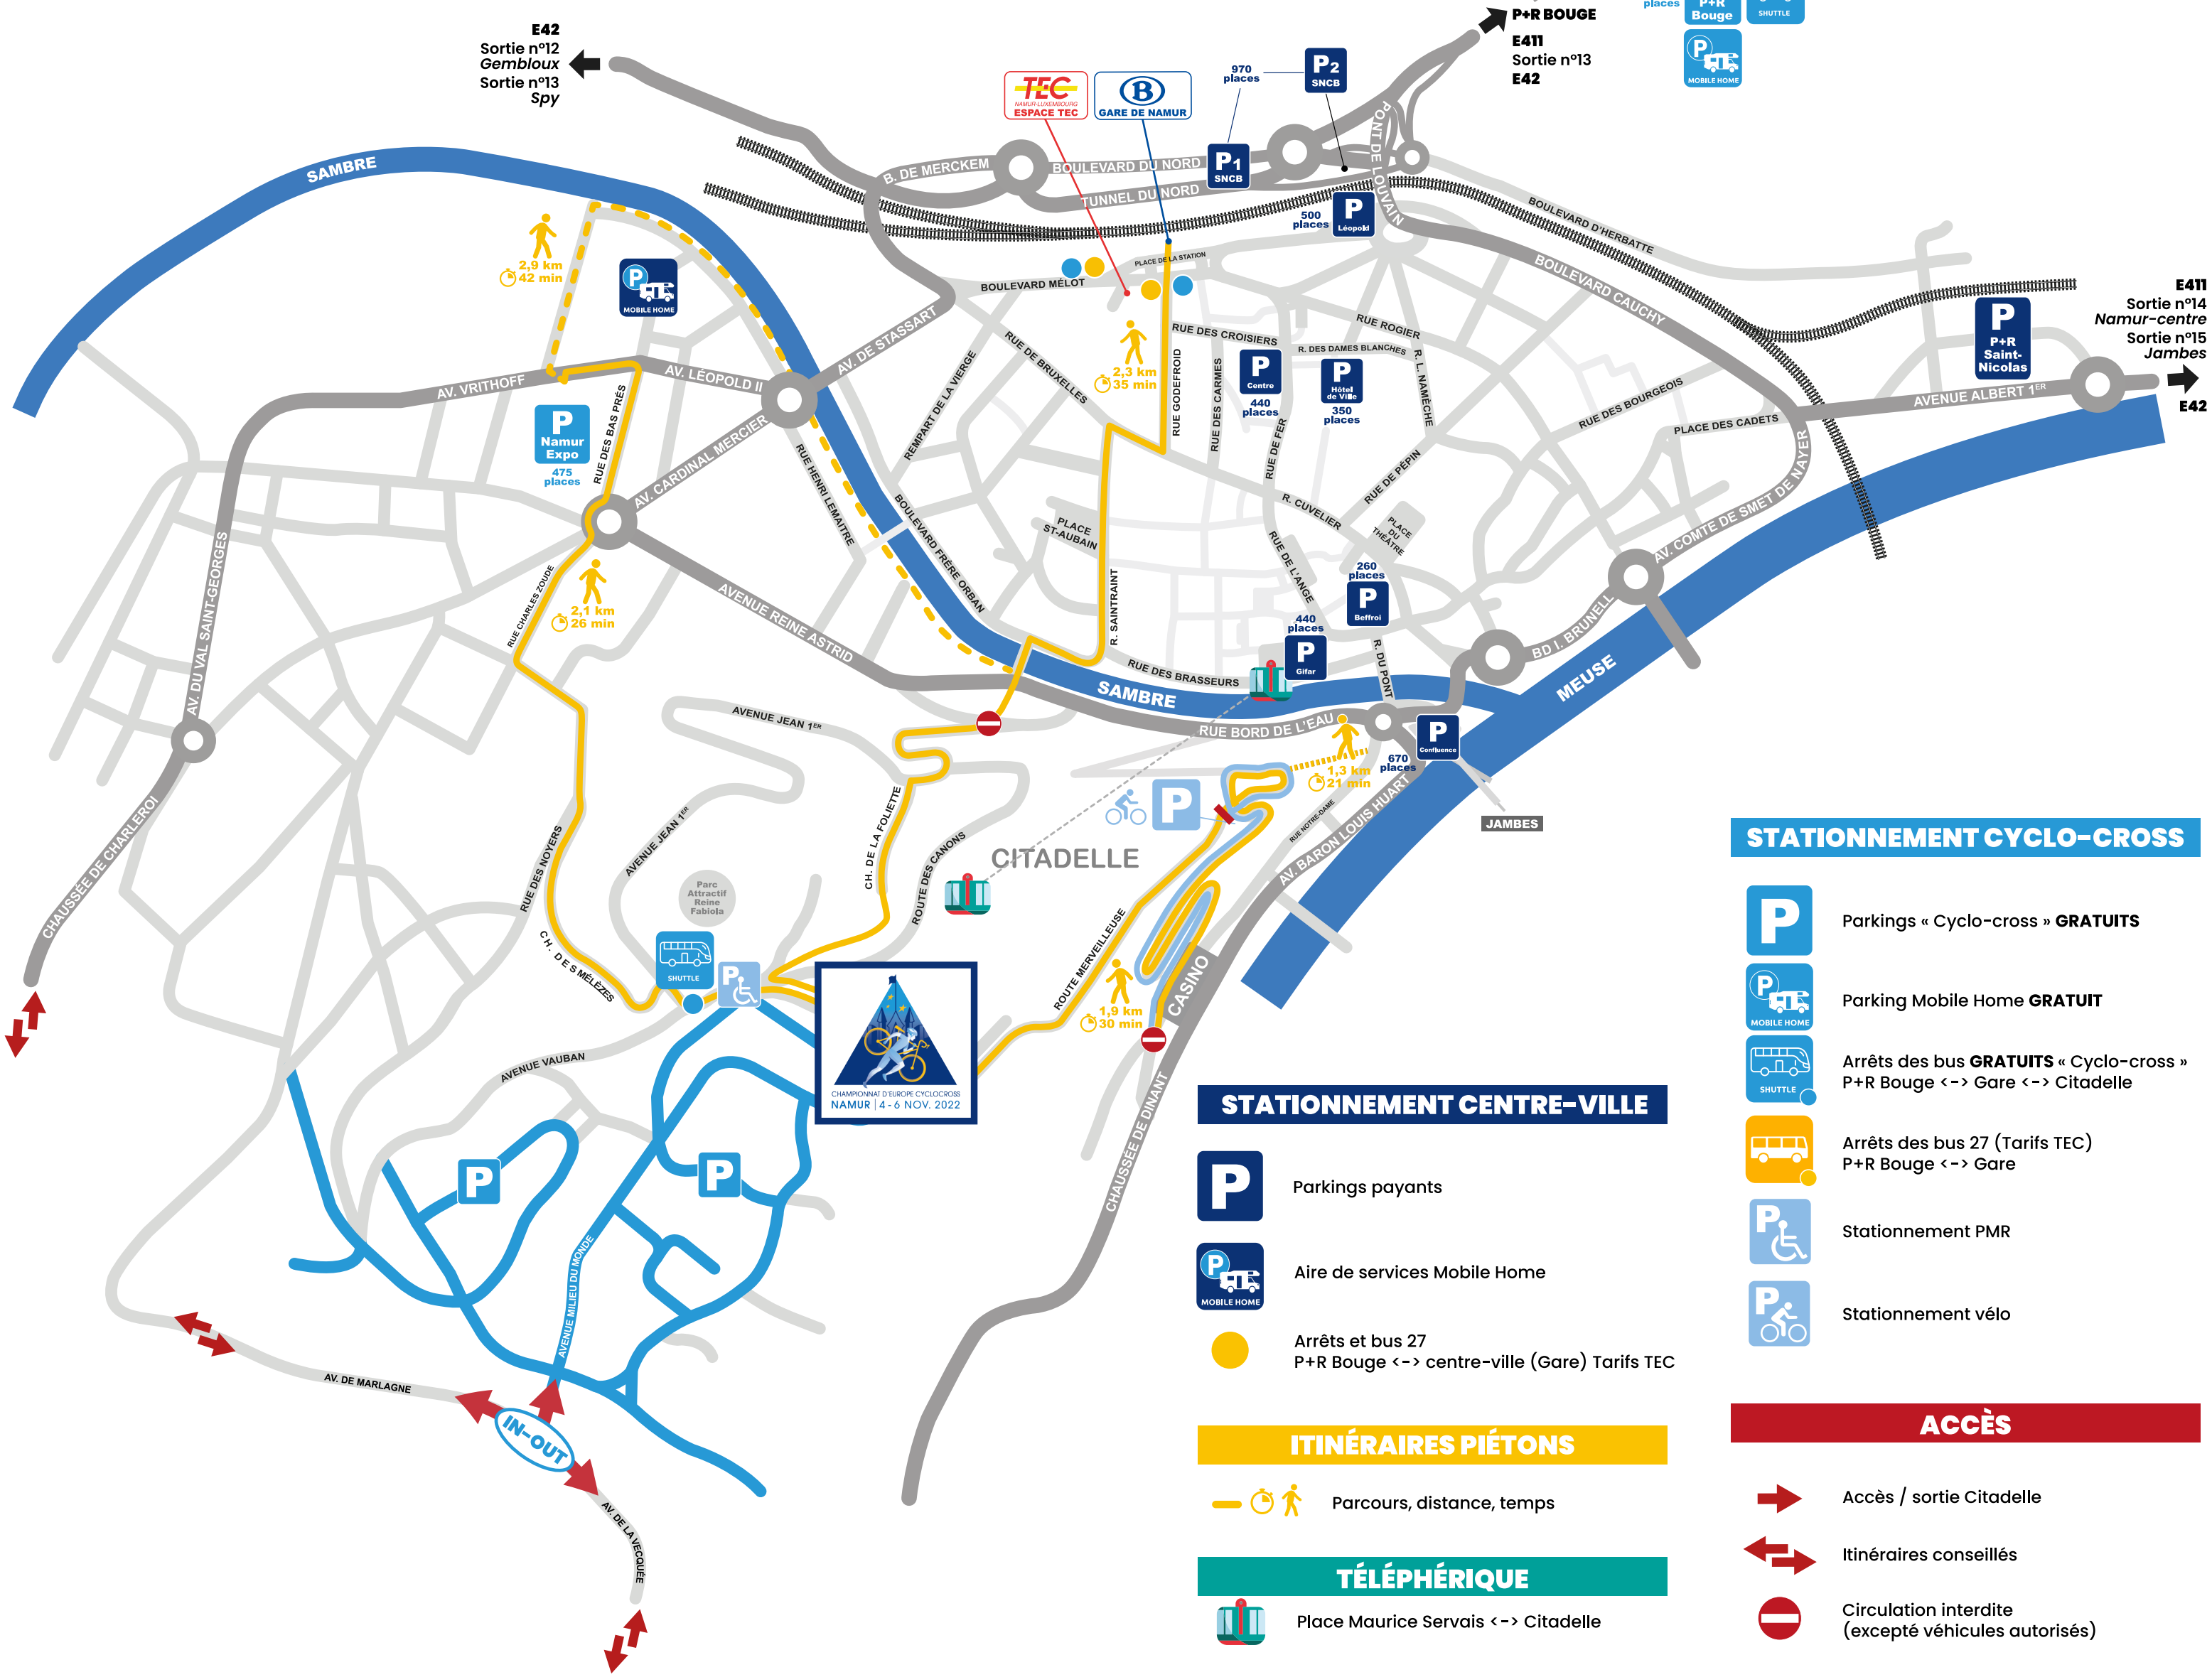 places
P+R
Bouge
SHUTTLE
P
MOBILE HOME
P+R BOUGE
E411
Sortie n°13
E42
E42
Sortie n°12
Gembloux
Sortie n°13
Spy
TEC
NAMUR-LUXEMBOURG
ESPACE TEC
B
GARE DE NAMUR
970
places
P2
SNCB
P1
SNCB
PONT DE LOUVAIN
B. DE MERCKEM
BOULEVARD DU NORD
TUNNEL DU NORD
SAMBRE
500
places
P
Léopold
BOULEVARD D'HERBATTE
BOULEVARD CAUCHY
2,9 km
42 min
P
MOBILE HOME
PLACE DE LA STATION
BOULEVARD MÉLOT
E411
Sortie n°14
Namur-centre
Sortie n°15
Jambes
E42
P
P+R
Saint-
Nicolas
AVENUE ALBERT 1ER
AV. DE STASSART
RUE DES CROISIERS
RUE ROGIER
R. DES DAMES BLANCHES
R. L. NAMÈCHE
RUE DE BRUXELLES
REMPART DE LA VIERGE
2,3 km
35 min
RUE GODEFROID
RUE DES CARMES
P
Centre
440
places
P
Hôtel
de Ville
350
places
RUE DE FER
RUE DES BOURGEOIS
PLACE DES CADETS
AV. VRITHOFF
AV. LÉOPOLD II
P
Namur
Expo
475
places
RUE DES BAS PRÉS
AV. CARDINAL MERCIER
RUE HENRI LEMAITRE
BOULEVARD FRÈRE ORBAN
RUE DE PÉPIN
R. CUVELIER
PLACE
DU
THÉÂTRE
PLACE
ST-AUBAIN
RUE DE L'ANGE
AV. COMTE DE SMET DE NAYER
AV. DU VAL SAINT-GEORGES
RUE CHARLES ZOUDE
2,1 km
26 min
AVENUE REINE ASTRID
R. SAINTRAINT
260
places
P
Beffroi
440
places
P
Gifar
R. DU PONT
BD I. BRUNELL
RUE DES BRASSEURS
SAMBRE
MEUSE
RUE BORD DE L'EAU
AVENUE JEAN 1ER
P
Confluence
670
places
1,3 km
21 min
P
JAMBES
RUE NOTRE-DAME
AV. BARON LOUIS HUART
CHAUSSÉE DE CHARLEROI
RUE DES NOYERS
AVENUE JEAN 1ER
CH. DE LA FOLIETTE
ROUTE DES CANONS
CITADELLE
Parc
Attractif
Reine
Fabiola
CH. DES MÉLÈZES
SHUTTLE
P
ROUTE MERVEILLEUSE
1,9 km
30 min
CASINO
CHAMPIONNAT D'EUROPE CYCLOCROSS
NAMUR | 4 - 6 NOV. 2022
AVENUE VAUBAN
CHAUSSÉE DE DINANT
P
P
AVENUE MILIEU DU MONDE
AV. DE MARLAGNE
IN-OUT
AV. DE LA VECQUÉE
STATIONNEMENT CENTRE-VILLE
P
Parkings payants
P
MOBILE HOME
Aire de services Mobile Home
Arrêts et bus 27
P+R Bouge <-> centre-ville (Gare) Tarifs TEC
ITINÉRAIRES PIÉTONS
Parcours, distance, temps
TÉLÉPHÉRIQUE
Place Maurice Servais <-> Citadelle
STATIONNEMENT CYCLO-CROSS
P
Parkings « Cyclo-cross » GRATUITS
P
MOBILE HOME
Parking Mobile Home GRATUIT
SHUTTLE
Arrêts des bus GRATUITS « Cyclo-cross »
P+R Bouge <-> Gare <-> Citadelle
Arrêts des bus 27 (Tarifs TEC)
P+R Bouge <-> Gare
P
Stationnement PMR
P
Stationnement vélo
ACCÈS
Accès / sortie Citadelle
Itinéraires conseillés
Circulation interdite
(excepté véhicules autorisés)